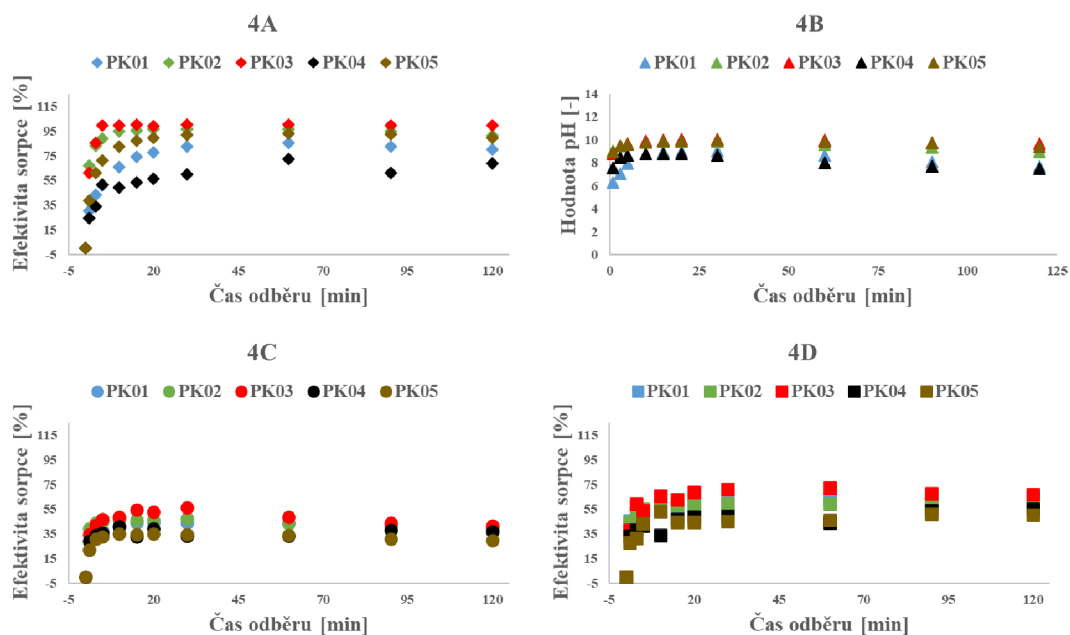 4A
PK01 PK02 PK03 PK04 PK05
Efektivita sorpce [%]
115
95
75
55
35
15
-5
-5 20 45 70 95 120
Čas odběru [min]
4B
PK01 PK02 PK03 PK04 PK05
Hodnota pH [-]
14
12
10
8
6
4
2
0
0 25 50 75 100 125
Čas odběru [min]
4C
PK01 PK02 PK03 PK04 PK05
Efektivita sorpce [%]
115
95
75
55
35
15
-5
-5 20 45 70 95 120
Čas odběru [min]
4D
PK01 PK02 PK03 PK04 PK05
Efektivita sorpce [%]
115
95
75
55
35
15
-5
-5 20 45 70 95 120
Čas odběru [min]